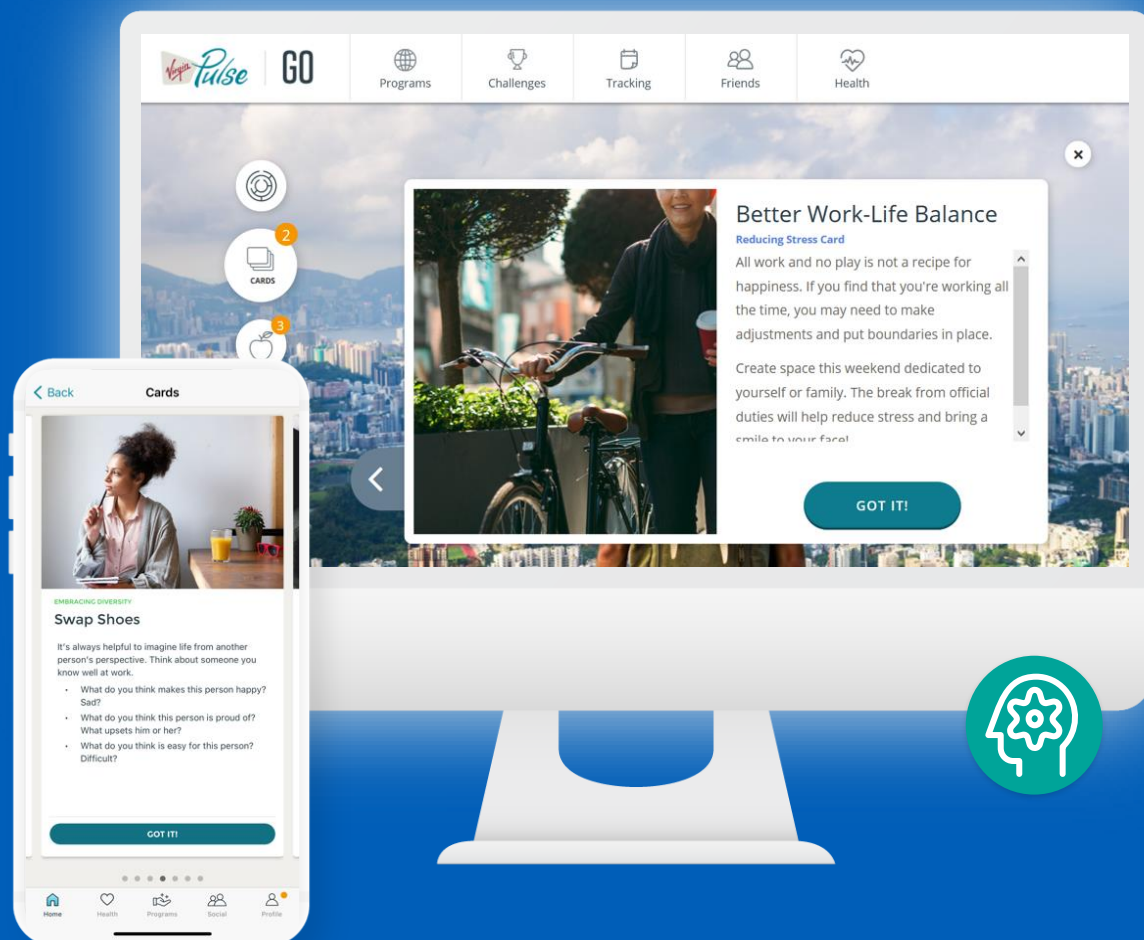 Virgin Pulse GO
Programs
Challenges
Tracking
Friends
Health
2
CARDS
3
Better Work-Life Balance
Reducing Stress Card
All work and no play is not a recipe for
happiness. If you find that you're working all
the time, you may need to make
adjustments and put boundaries in place.
Create space this weekend dedicated to
yourself or family. The break from official
duties will help reduce stress and bring a
smile to your face!
GOT IT!
Back
Cards
EMBRACING DIVERSITY
Swap Shoes
It's always helpful to imagine life from another
person's perspective. Think about someone you
know well at work.
• What do you think makes this person happy?
Sad?
• What do you think this person is proud of?
What upsets him or her?
• What do you think is easy for this person?
Difficult?
GOT IT!
Home
Health
Programs
Social
Profile